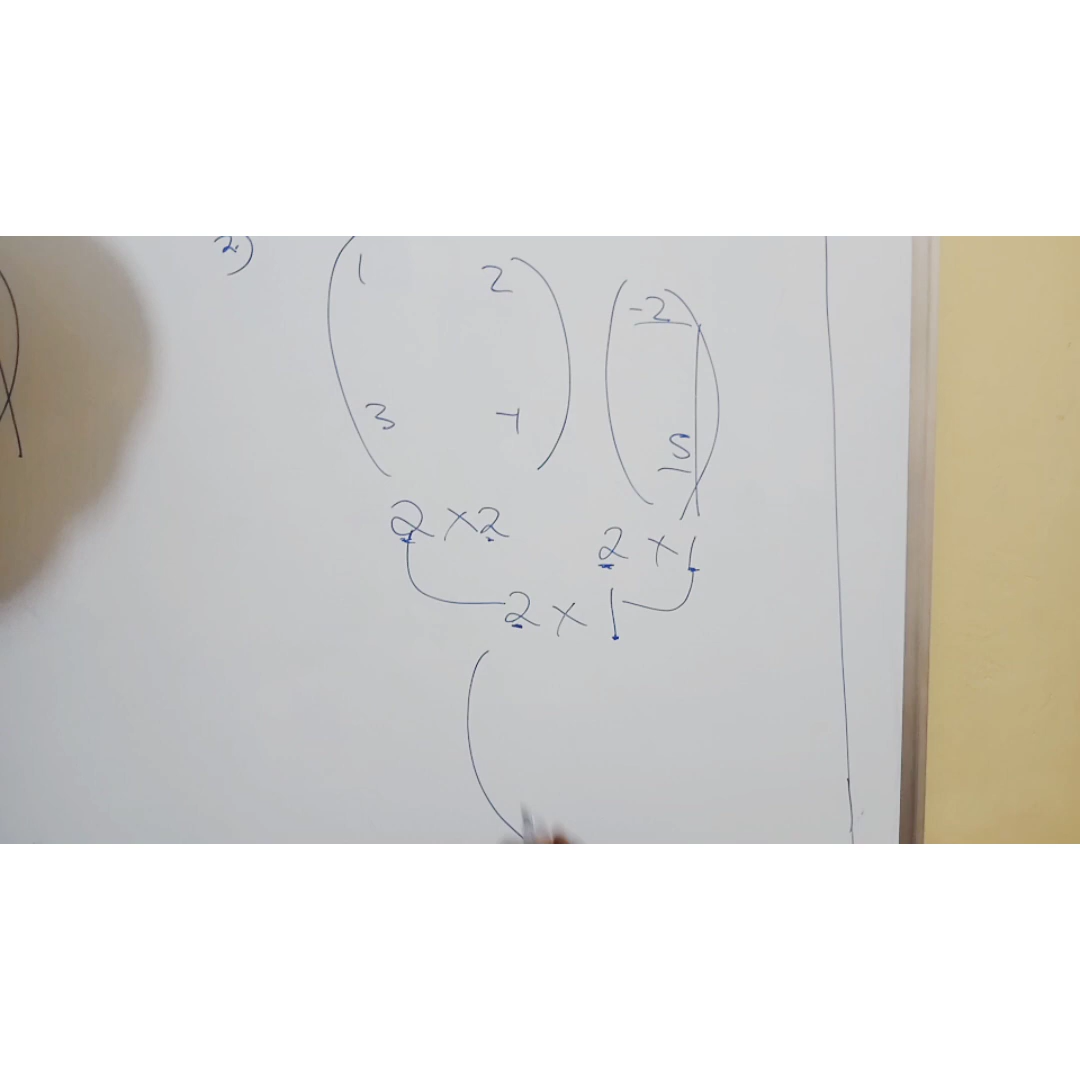 2)
1 2 -2
3 4 5
2 × 2 2 × 1
2 × 1